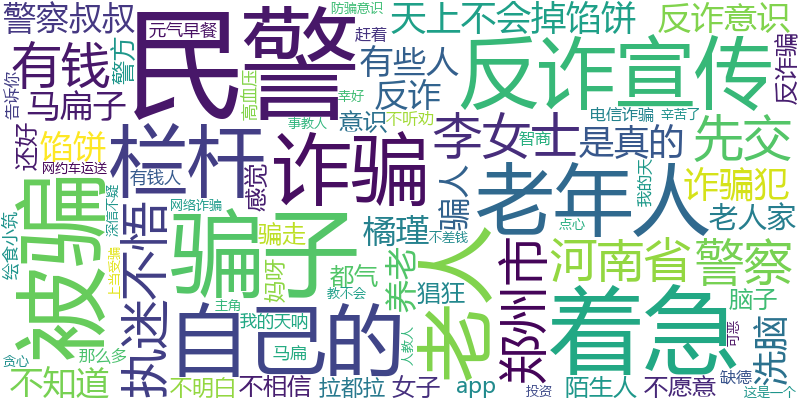 警察叔叔
元气早餐
防骗意识
天上不会掉馅饼
反诈意识
有钱
警方
民警
赶着
有些人
反诈宣传
反诈骗
告诉你
马扁子
高血压
幸好
反诈
还好
馅饼
栏杆
诈骗
事教人
意识
不听劝
李女士
电信诈骗
辛苦了
智商
是真的
先交
网约车运送
有钱人
感觉
骗人
老年人
我的天
诈骗犯
深信不疑
网络诈骗
被骗
执迷不悟
骗子
骗走
橘瑾
不差钱
点心
老人家
绘食小筑
上当受骗
妈呀
都气
养老
老人
郑州市
河南省
警察
教不会
主角
自己的
我的天呐
猖狂
着急
脑子
洗脑
可恶
贪心
那么多
马扁
人教人
不知道
不明白
不相信
拉都拉
女子
app
投资
陌生人
不愿意
缺德
这是一个